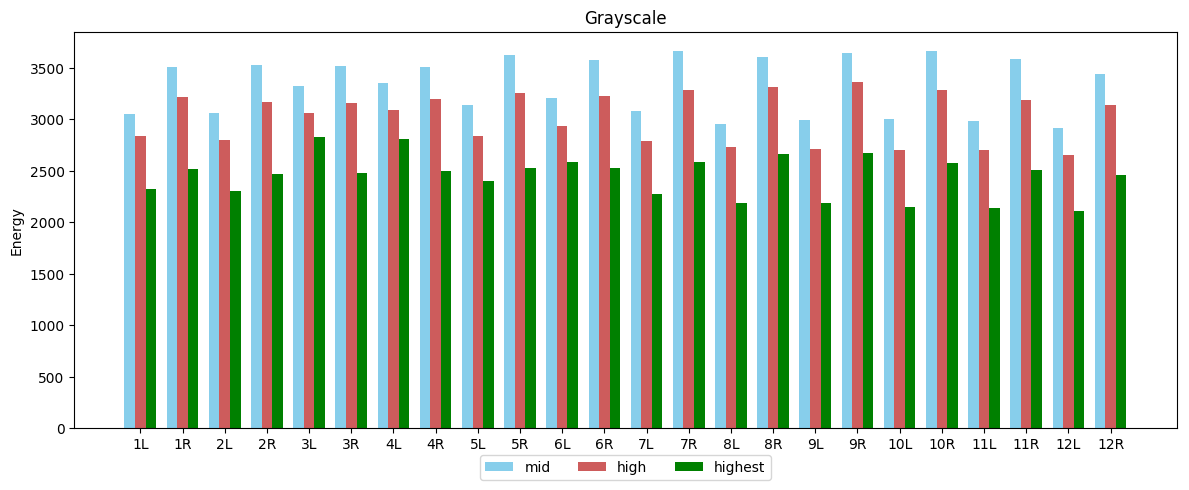 Grayscale
Energy
3500
3000
2500
2000
1500
1000
500
0
1L 1R 2L 2R 3L 3R 4L 4R 5L 5R 6L 6R 7L 7R 8L 8R 9L 9R 10L 10R 11L 11R 12L 12R
mid high highest